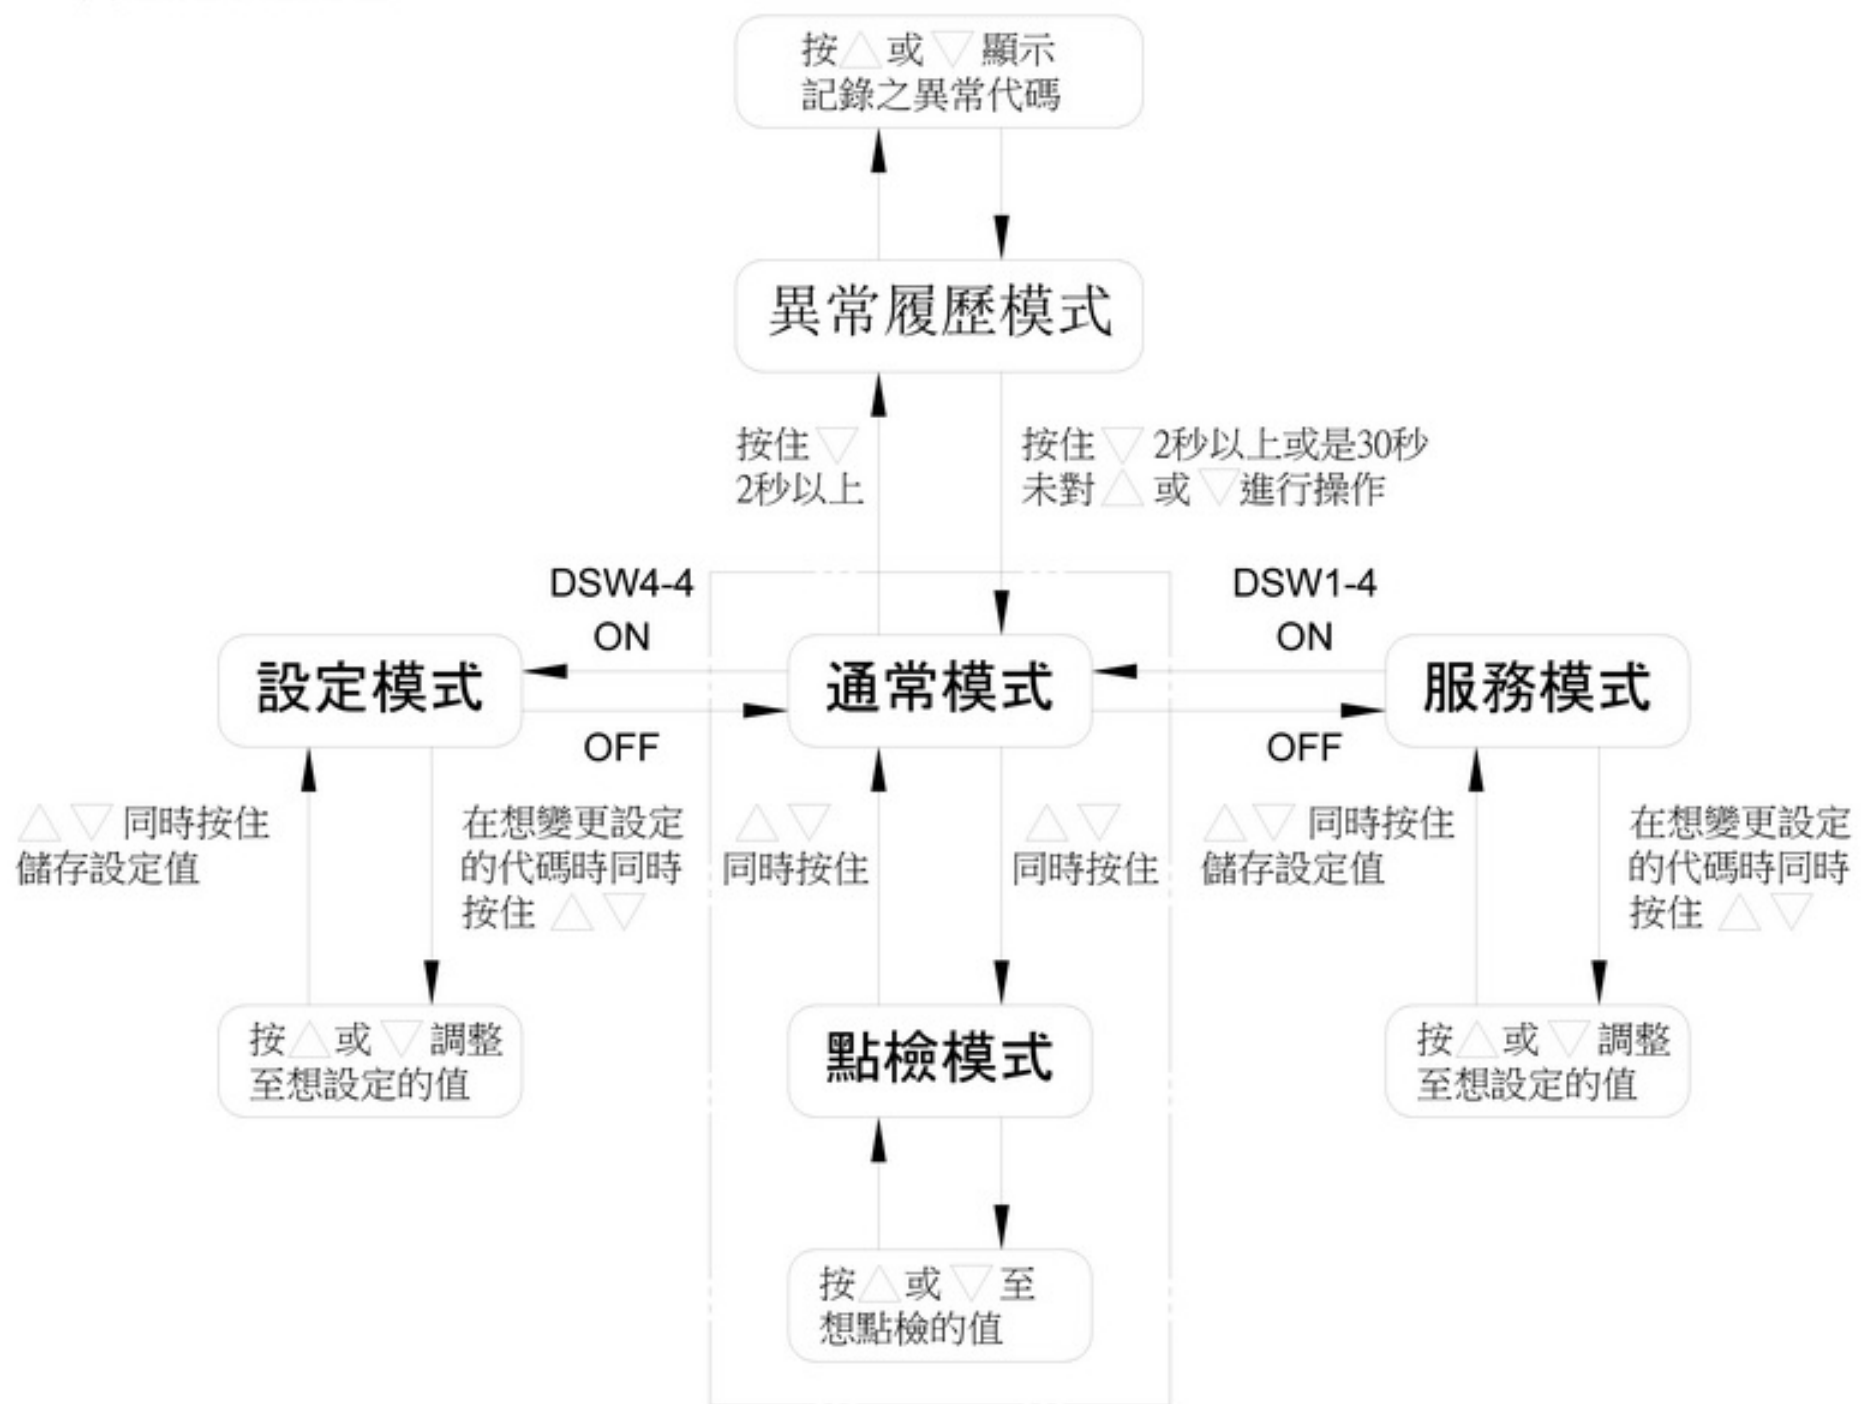 按△或▽顯示
記錄之異常代碼
異常履歷模式
按住▽
2秒以上
按住▽2秒以上或是30秒
未對△或▽進行操作
DSW4-4
ON
OFF
DSW1-4
ON
OFF
設定模式
通常模式
服務模式
△▽同時按住
儲存設定值
在想變更設定
的代碼時同時
按住△▽
△▽
同時按住
△▽
同時按住
△▽同時按住
儲存設定值
在想變更設定
的代碼時同時
按住△▽
按△或▽調整
至想設定的值
點檢模式
按△或▽調整
至想設定的值
按△或▽至
想點檢的值